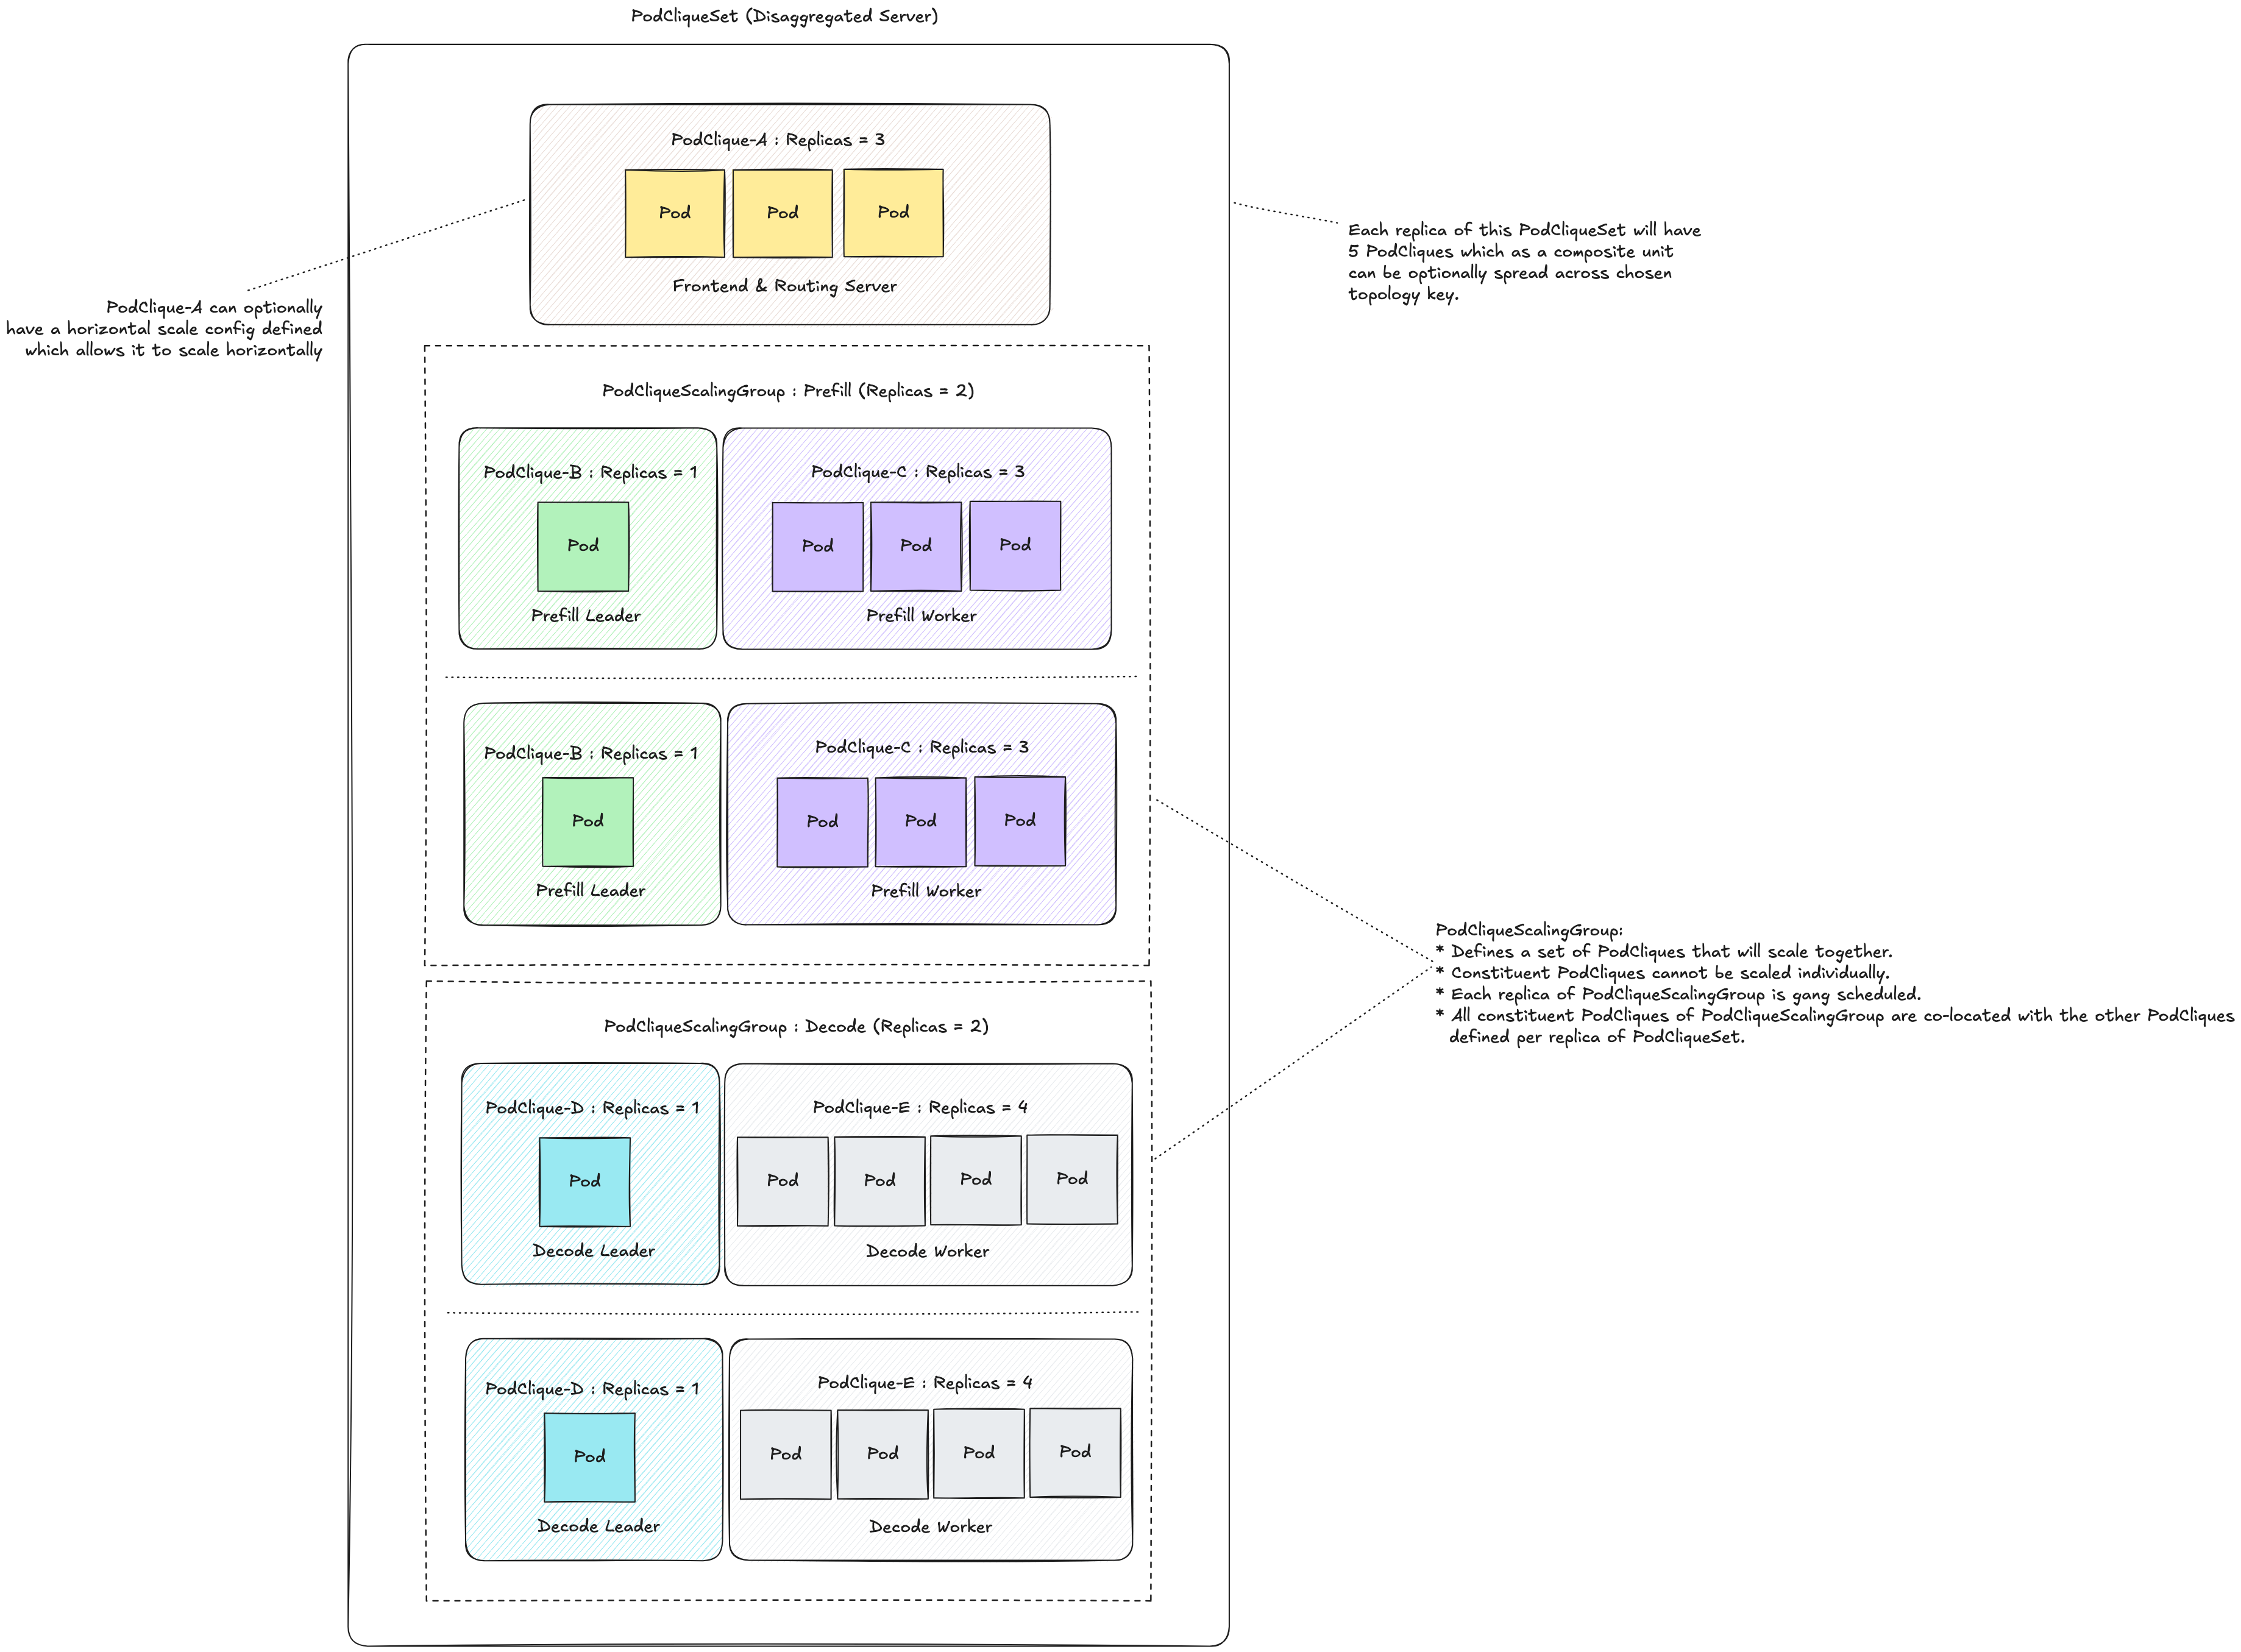 PodCliqueSet (Disaggregated Server)
PodClique-A : Replicas = 3
Pod Pod Pod
Frontend & Routing Server
PodClique-A can optionally
have a horizontal scale config defined
which allows it to scale horizontally
Each replica of this PodCliqueSet will have
5 PodCliques which as a composite unit
can be optionally spread across chosen
topology key.
PodCliqueScalingGroup : Prefill (Replicas = 2)
PodClique-B : Replicas = 1
Pod
Prefill Leader
PodClique-C : Replicas = 3
Pod Pod Pod
Prefill Worker
PodClique-B : Replicas = 1
Pod
Prefill Leader
PodClique-C : Replicas = 3
Pod Pod Pod
Prefill Worker
PodCliqueScalingGroup:
* Defines a set of PodCliques that will scale together.
* Constituent PodCliques cannot be scaled individually.
* Each replica of PodCliqueScalingGroup is gang scheduled.
* All constituent PodCliques of PodCliqueScalingGroup are co-located with the other PodCliques
defined per replica of PodCliqueSet.
PodCliqueScalingGroup : Decode (Replicas = 2)
PodClique-D : Replicas = 1
Pod
Decode Leader
PodClique-E : Replicas = 4
Pod Pod Pod Pod
Decode Worker
PodClique-D : Replicas = 1
Pod
Decode Leader
PodClique-E : Replicas = 4
Pod Pod Pod Pod
Decode Worker